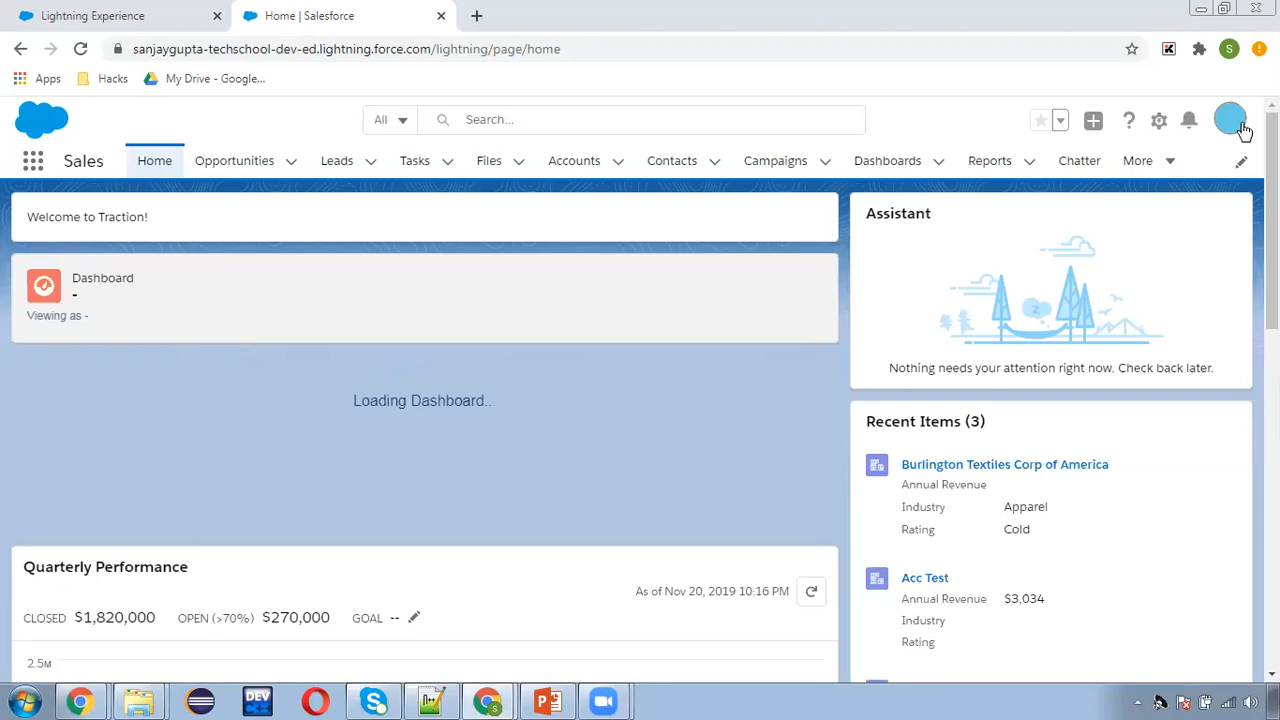 Lightning Experience
Home | Salesforce
sanjaygupta-techschool-dev-ed.lightning.force.com/lightning/page/home
S
Apps
Hacks
My Drive - Google...
All
Search...
Sales
Home
Opportunities
Leads
Tasks
Files
Accounts
Contacts
Campaigns
Dashboards
Reports
Chatter
More
Welcome to Traction!
Dashboard
-
Viewing as -
Loading Dashboard...
Quarterly Performance
As of Nov 20, 2019 10:16 PM
CLOSED $1,820,000 OPEN (>70%) $270,000 GOAL --
2.5M
Assistant
Nothing needs your attention right now. Check back later.
Recent Items (3)
Burlington Textiles Corp of America
Annual Revenue
Industry Apparel
Rating Cold
Acc Test
Annual Revenue $3,034
Industry
Rating
DEV